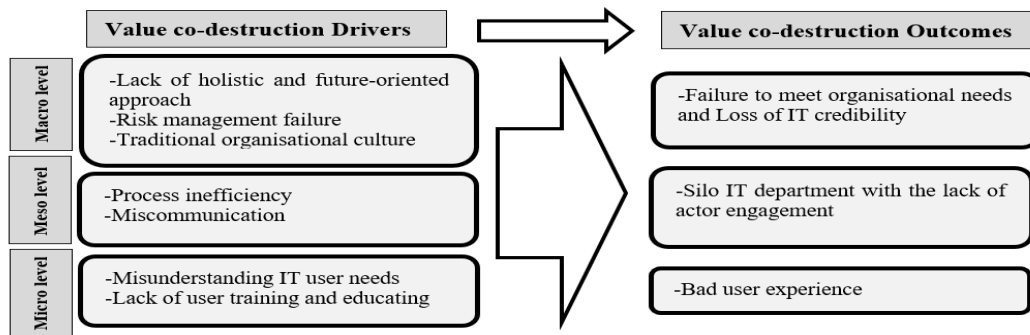 Value co-destruction Drivers
Value co-destruction Outcomes
Macro level
-Lack of holistic and future-oriented
approach
-Risk management failure
-Traditional organisational culture
-Failure to meet organisational needs
and Loss of IT credibility
Meso level
-Process inefficiency
-Miscommunication
-Silo IT department with the lack of
actor engagement
Micro level
-Misunderstanding IT user needs
-Lack of user training and educating
-Bad user experience